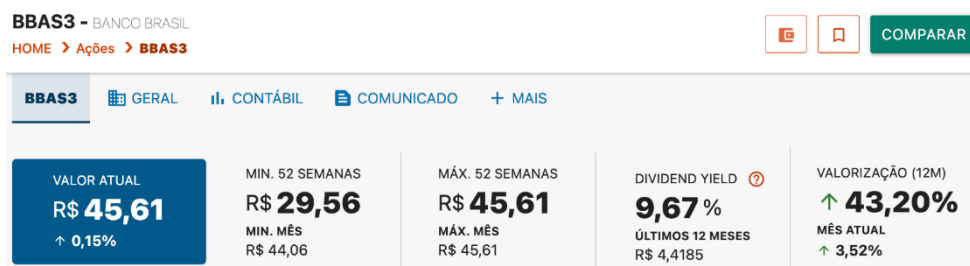 BBAS3 - BANCO BRASIL
HOME > Ações > BBAS3
COMPARAR
BBAS3 GERAL CONTÁBIL COMUNICADO + MAIS
VALOR ATUAL
R$ 45,61
↑ 0,15%
MIN. 52 SEMANAS
R$ 29,56
MIN. MÊS
R$ 44,06
MÁX. 52 SEMANAS
R$ 45,61
MÁX. MÊS
R$ 45,61
DIVIDEND YIELD ?
9,67 %
ÚLTIMOS 12 MESES
R$ 4,4185
VALORIZAÇÃO (12M)
↑ 43,20%
MÊS ATUAL
↑ 3,52%